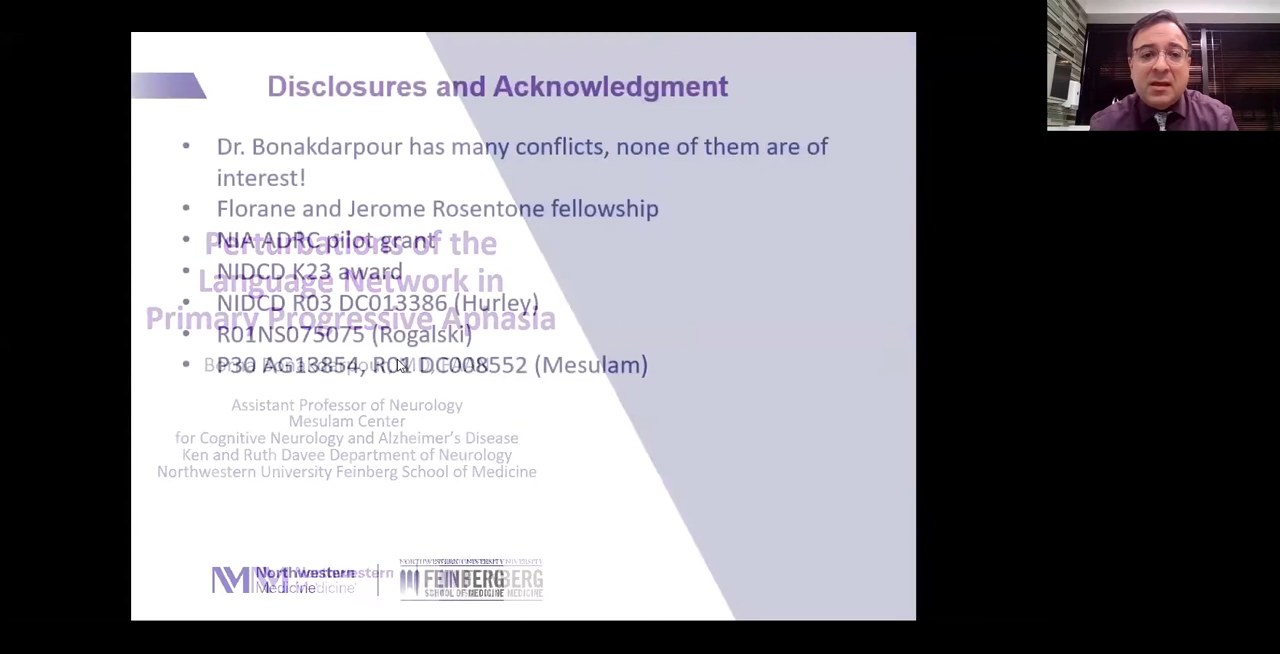 Disclosures and Acknowledgment
• Dr. Bonakdarpour has many conflicts, none of them are of
interest!
• Florane and Jerome Rosentone fellowship
• NIA ADRC pilot grant
• NIDCD K23 award
• NIDCD R03 DC013386 (Hurley)
• R01NS075075 (Rogalski)
• P30 AG13854, R01 DC008552 (Mesulam)
Perturbations of the
Language Network in
Primary Progressive Aphasia
Assistant Professor of Neurology
Mesulam Center
for Cognitive Neurology and Alzheimer's Disease
Ken and Ruth Davee Department of Neurology
Northwestern University Feinberg School of Medicine
Northwestern
Medicine
NORTHWESTERN UNIVERSITY
FEINBERG
SCHOOL OF MEDICINE